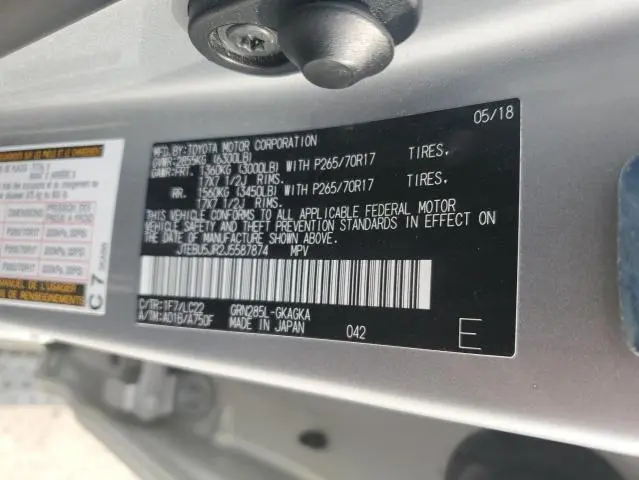 05/18
MFD.BY:TOYOTA MOTOR CORPORATION
GVWR:2855KG (6300LB)
GAWR:FRT. 1360KG (3000LB) WITH P265/70R17 TIRES.
17X7 1/2J RIMS.
RR. 1560KG (3450LB) WITH P265/70R17 TIRES.
17X7 1/2J RIMS.
THIS VEHICLE CONFORMS TO ALL APPLICABLE FEDERAL MOTOR
VEHICLE SAFETY AND THEFT PREVENTION STANDARDS IN EFFECT ON
THE DATE OF MANUFACTURE SHOWN ABOVE.
JTEBU5JR2J5587874 MPV
C/TR:1F7/LC22 GRN285L-GKAGKA
A/TM:A01B/A750F MADE IN JAPAN 042 E
C 7